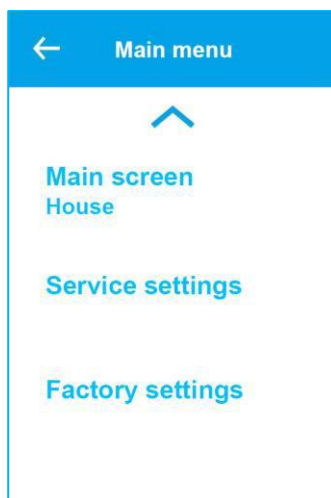 Main menu
Main screen
House
Service settings
Factory settings